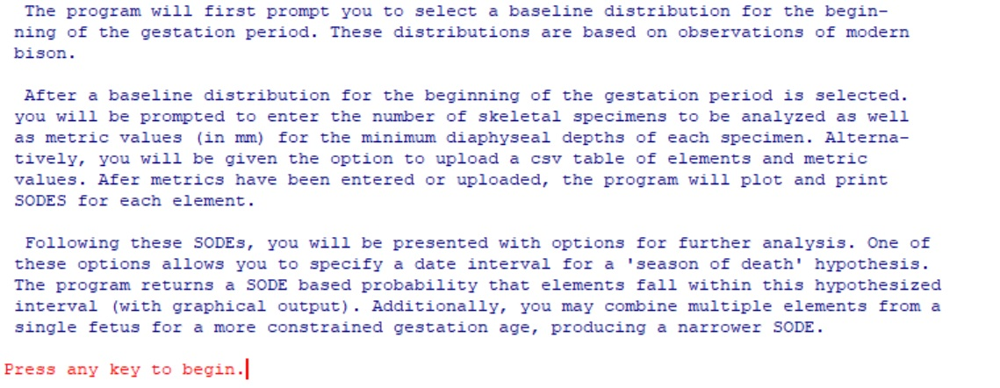 The program will first prompt you to select a baseline distribution for the begin-
ning of the gestation period. These distributions are based on observations of modern
bison.
After a baseline distribution for the beginning of the gestation period is selected.
you will be prompted to enter the number of skeletal specimens to be analyzed as well
as metric values (in mm) for the minimum diaphyseal depths of each specimen. Alterna-
tively, you will be given the option to upload a csv table of elements and metric
values. Afer metrics have been entered or uploaded, the program will plot and print
SODES for each element.
Following these SODEs, you will be presented with options for further analysis. One of
these options allows you to specify a date interval for a 'season of death' hypothesis.
The program returns a SODE based probability that elements fall within this hypothesized
interval (with graphical output). Additionally, you may combine multiple elements from a
single fetus for a more constrained gestation age, producing a narrower SODE.
Press any key to begin.